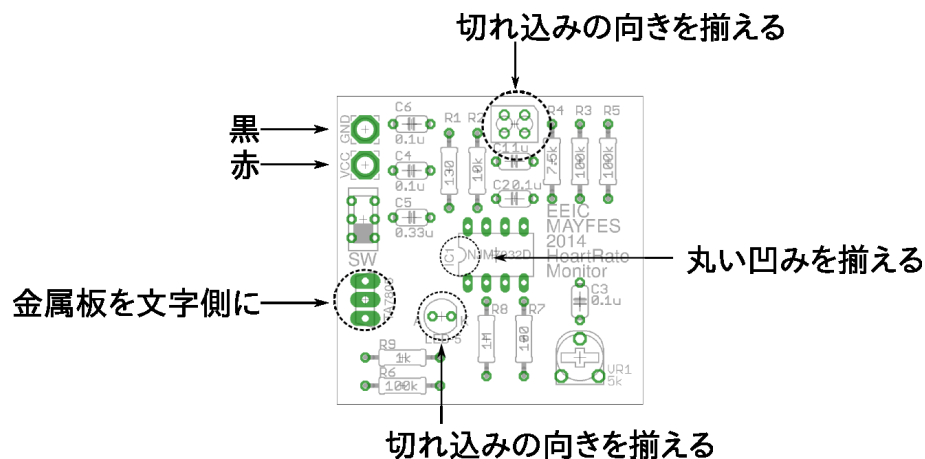 切れ込みの向きを揃える
黒
赤
金属板を文字側に
丸い凹みを揃える
切れ込みの向きを揃える
GND
VCC
C6
0.1u
C4
0.1u
C5
0.33u
R1
130
R2
10k
C1 1u
C2 0.1u
R4
7.5k
R3
100k
R5
100k
EEIC
MAYFES
2014
HeartRate
Monitor
SW
IC1
R8
1M
R7
100
C3
0.1u
R9
1k
R6
100k
VR1
5k